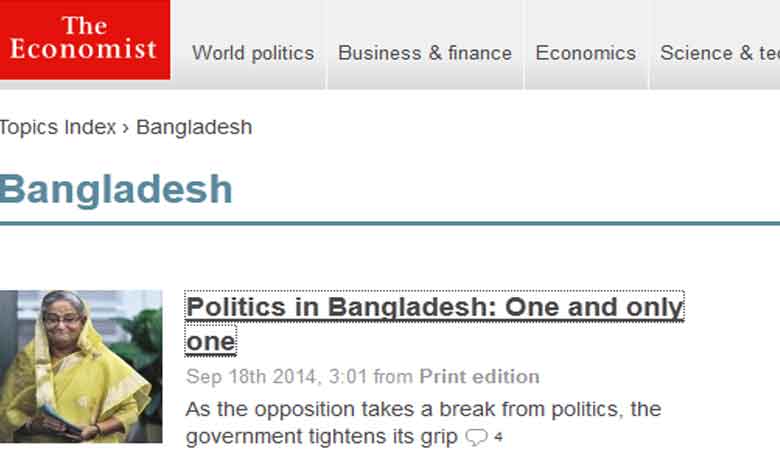 The
Economist
World politics
Business & finance
Economics
Science & te
Topics Index › Bangladesh
Bangladesh
Politics in Bangladesh: One and only
one
Sep 18th 2014, 3:01 from Print edition
As the opposition takes a break from politics, the
government tightens its grip 4